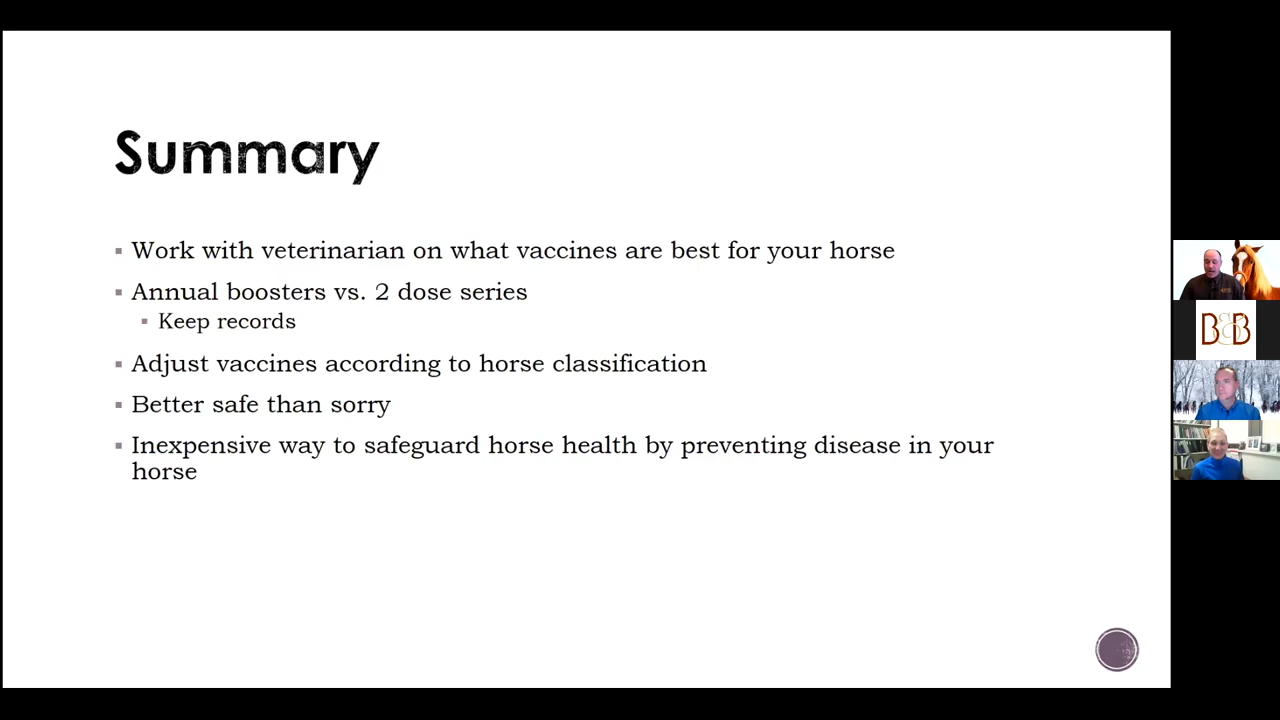 Summary
Work with veterinarian on what vaccines are best for your horse
Annual boosters vs. 2 dose series
Keep records
Adjust vaccines according to horse classification
Better safe than sorry
Inexpensive way to safeguard horse health by preventing disease in your
horse
B&B